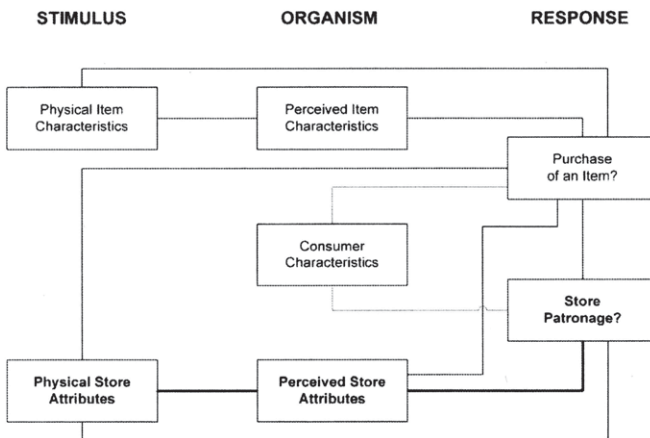 STIMULUS ORGANISM RESPONSE
Physical Item
Characteristics
Perceived Item
Characteristics
Purchase
of an Item?
Consumer
Characteristics
Store
Patronage?
Physical Store
Attributes
Perceived Store
Attributes